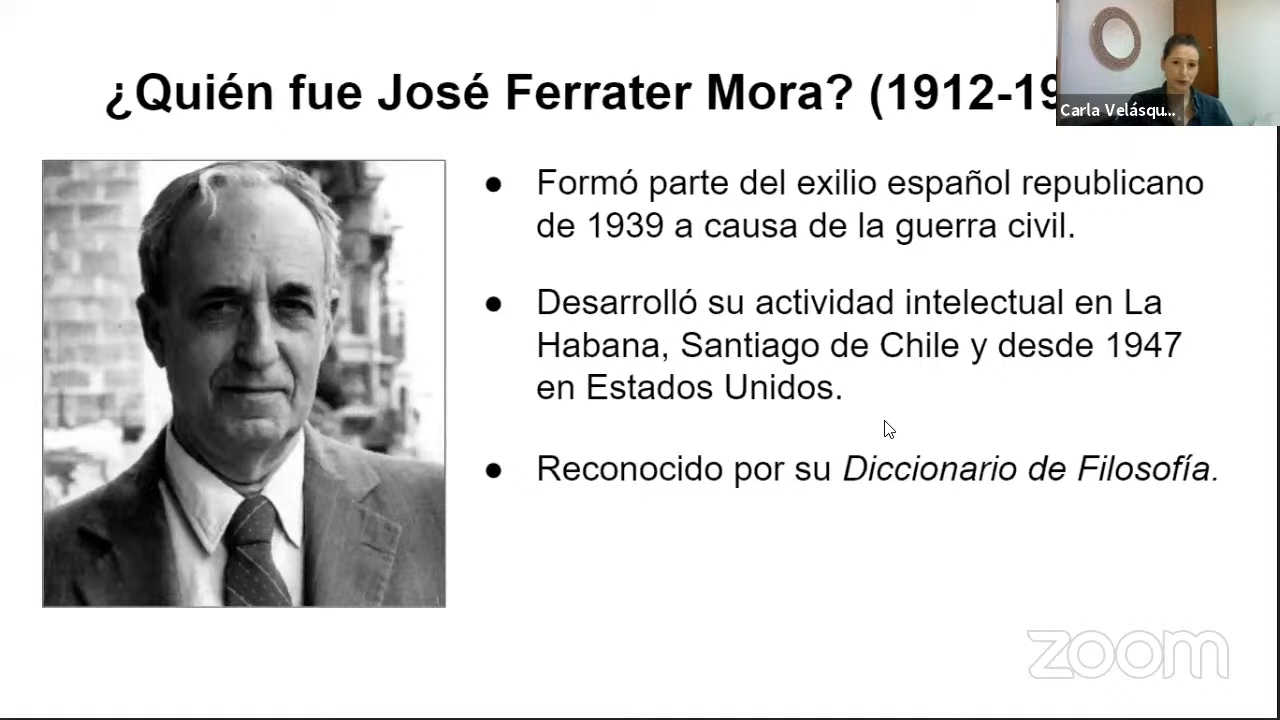 ¿Quién fue José Ferrater Mora? (1912-19
Carla Velásqu...
● Formó parte del exilio español republicano
de 1939 a causa de la guerra civil.
● Desarrolló su actividad intelectual en La
Habana, Santiago de Chile y desde 1947
en Estados Unidos.
● Reconocido por su Diccionario de Filosofía.
zoom